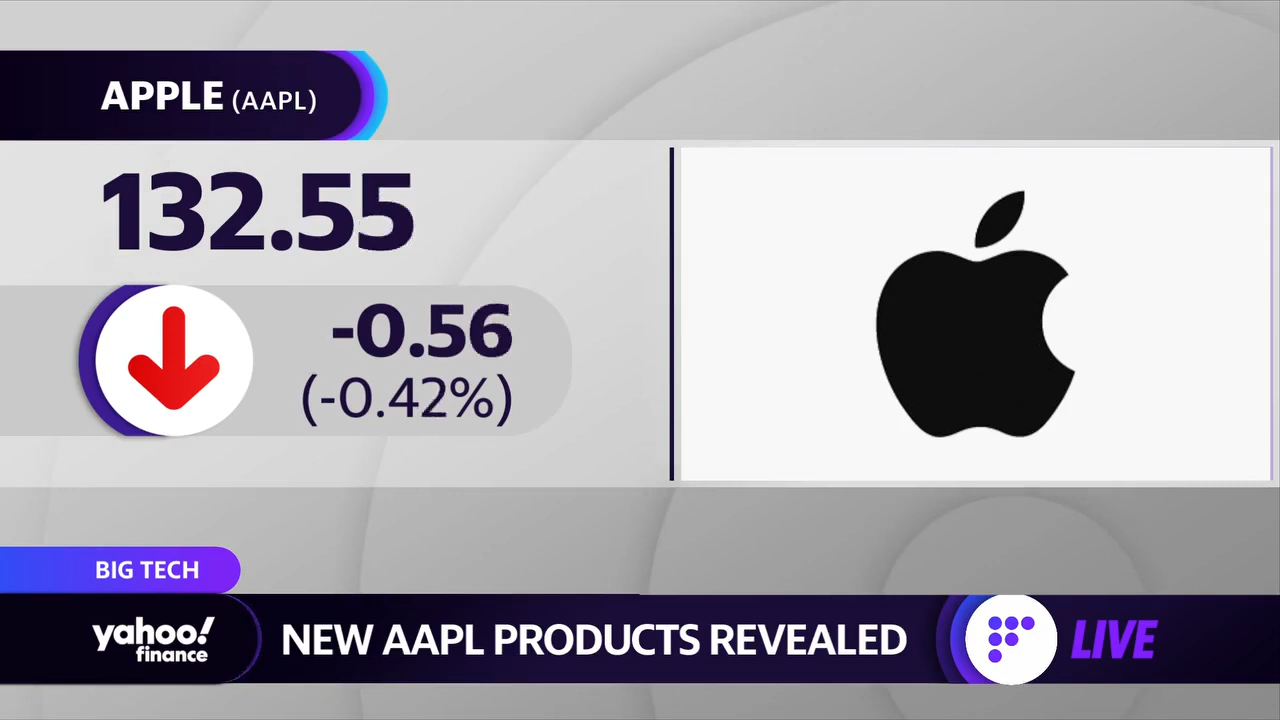 APPLE (AAPL)
132.55
-0.56
(-0.42%)
BIG TECH
yahoo!
finance
NEW AAPL PRODUCTS REVEALED
LIVE